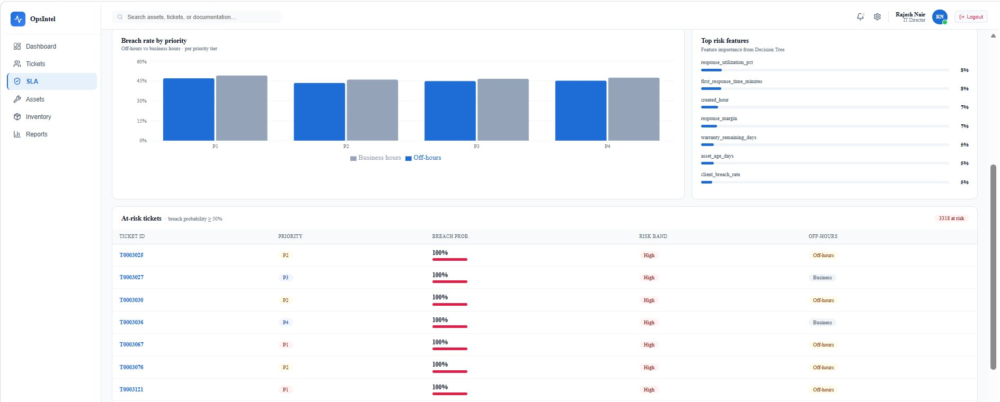 OpsIntel
Search assets, tickets, or documentation...
Rajesh Nair
IT Director
RN
Logout
Dashboard
Tickets
SLA
Assets
Inventory
Reports
Breach rate by priority
Off-hours vs business hours · per priority tier
60%
45%
30%
15%
0%
P1 P2 P3 P4
Business hours Off-hours
Top risk features
Feature importance from Decision Tree
response_utilization_pct
8%
first_response_time_minutes
8%
created_hour
7%
response_margin
7%
warranty_remaining_days
5%
asset_age_days
5%
client_breach_rate
5%
At-risk tickets · breach probability ≥ 50%
3318 at risk
TICKET ID PRIORITY BREACH PROB. RISK BAND OFF-HOURS
T0003025 P2 100% High Off-hours
T0003027 P3 100% High Business
T0003030 P2 100% High Off-hours
T0003036 P4 100% High Business
T0003067 P1 100% High Off-hours
T0003076 P2 100% High Off-hours
T0003121 P1 100% High Off-hours